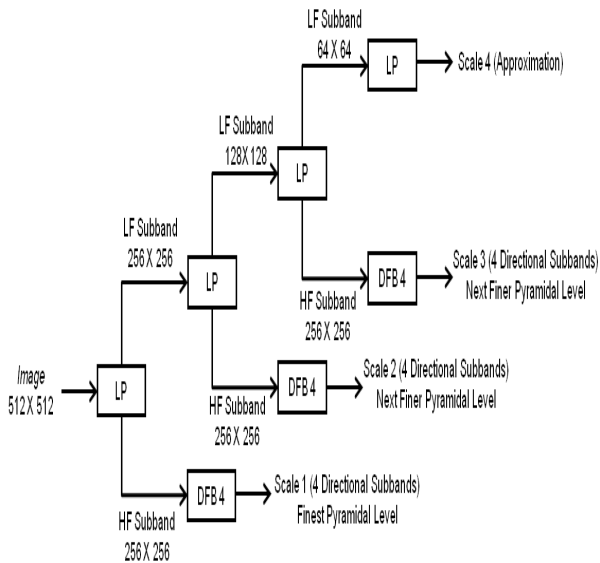 LF Subband
64 X 64
LP
Scale 4 (Approximation)
LF Subband
128X128
LP
LF Subband
256 X 256
LP
HF Subband
256 X 256
DFB 4
Scale 3 (4 Directional Subbands)
Next Finer Pyramidal Level
Image
512 X 512
LP
HF Subband
256 X 256
DFB 4
Scale 2 (4 Directional Subbands)
Next Finer Pyramidal Level
HF Subband
256 X 256
DFB 4
Scale 1 (4 Directional Subbands)
Finest Pyramidal Level